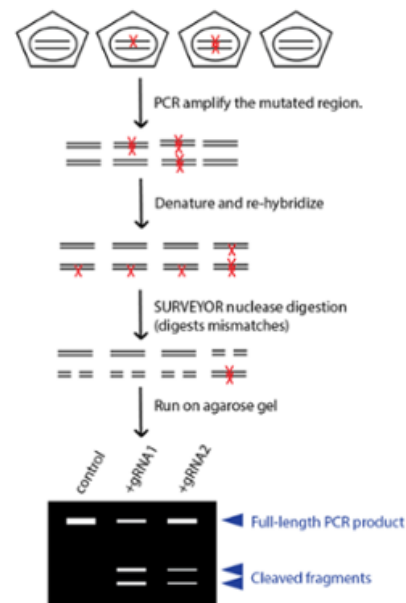 PCR amplify the mutated region.
Denature and re-hybridize
SURVEYOR nuclease digestion
(digests mismatches)
Run on agarose gel
control
+gRNA1
+gRNA2
Full-length PCR product
Cleaved fragments